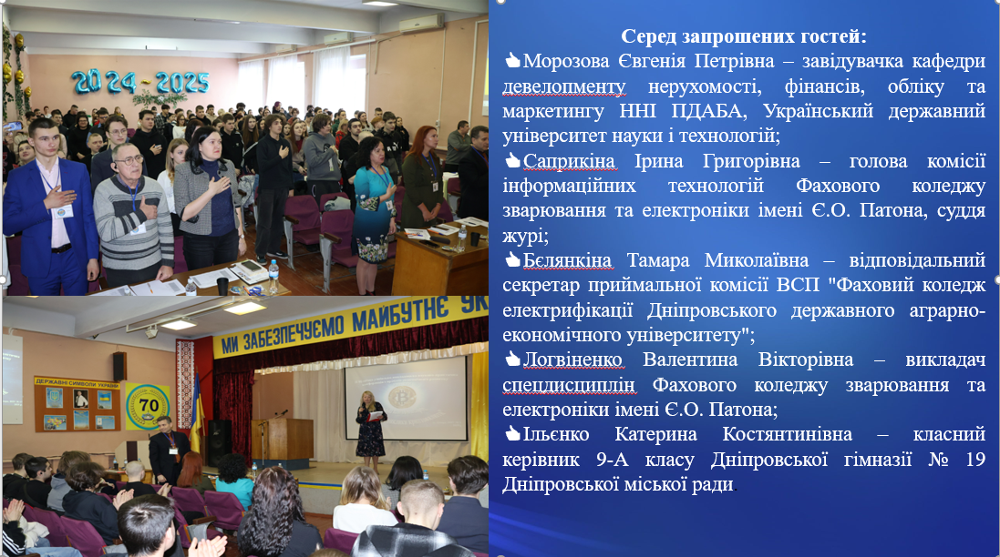 2024-2025
МИ ЗАБЕЗПЕЧУЄМО МАЙБУТНЄ УК
ДЕРЖАВНІ СИМВОЛИ УКРАЇНИ
70
Серед запрошених гостей:
Морозова Євгенія Петрівна – завідувачка кафедри
девелопменту нерухомості, фінансів, обліку та
маркетингу ННІ ПДАБА, Український державний
університет науки і технологій;
Саприкіна Ірина Григорівна – голова комісії
інформаційних технологій Фахового коледжу
зварювання та електроніки імені Є.О. Патона, суддя
журі;
Бєлянкіна Тамара Миколаївна – відповідальний
секретар приймальної комісії ВСП "Фаховий коледж
електрифікації Дніпровського державного аграрно-
економічного університету";
Логвіненко Валентина Вікторівна – викладач
спецдисциплін Фахового коледжу зварювання та
електроніки імені Є.О. Патона;
Ільєнко Катерина Костянтинівна – класний
керівник 9-А класу Дніпровської гімназії № 19
Дніпровської міської ради.